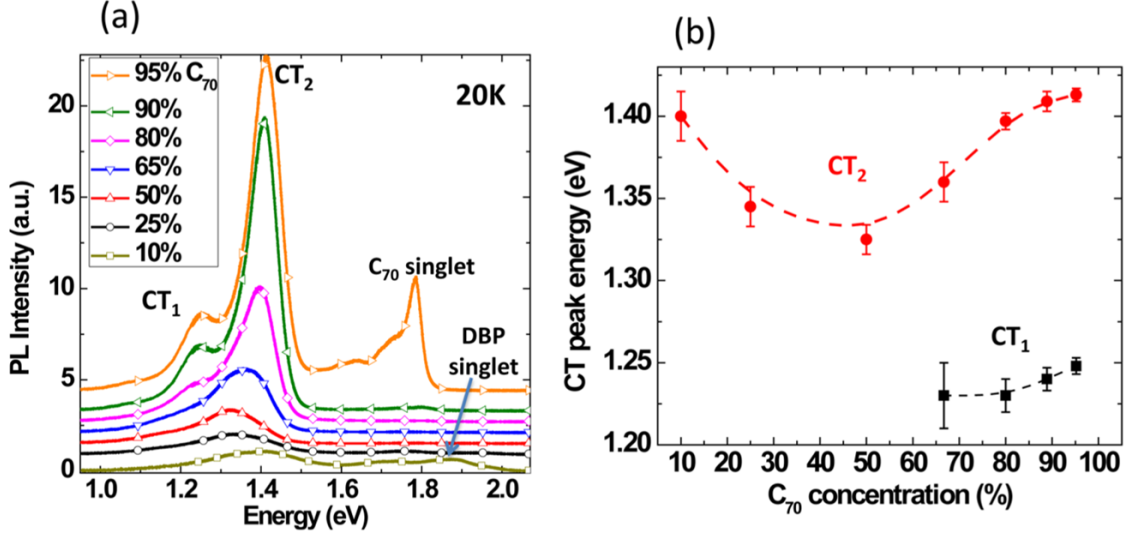 (a)
95% C70
90%
80%
65%
50%
25%
10%
CT2
20K
CT1
C70 singlet
DBP
singlet
20
15
10
5
0
PL Intensity (a.u.)
1.0 1.2 1.4 1.6 1.8 2.0
Energy (eV)
(b)
1.40
1.35
1.30
1.25
1.20
CT peak energy (eV)
CT2
CT1
10 20 30 40 50 60 70 80 90 100
C70 concentration (%)